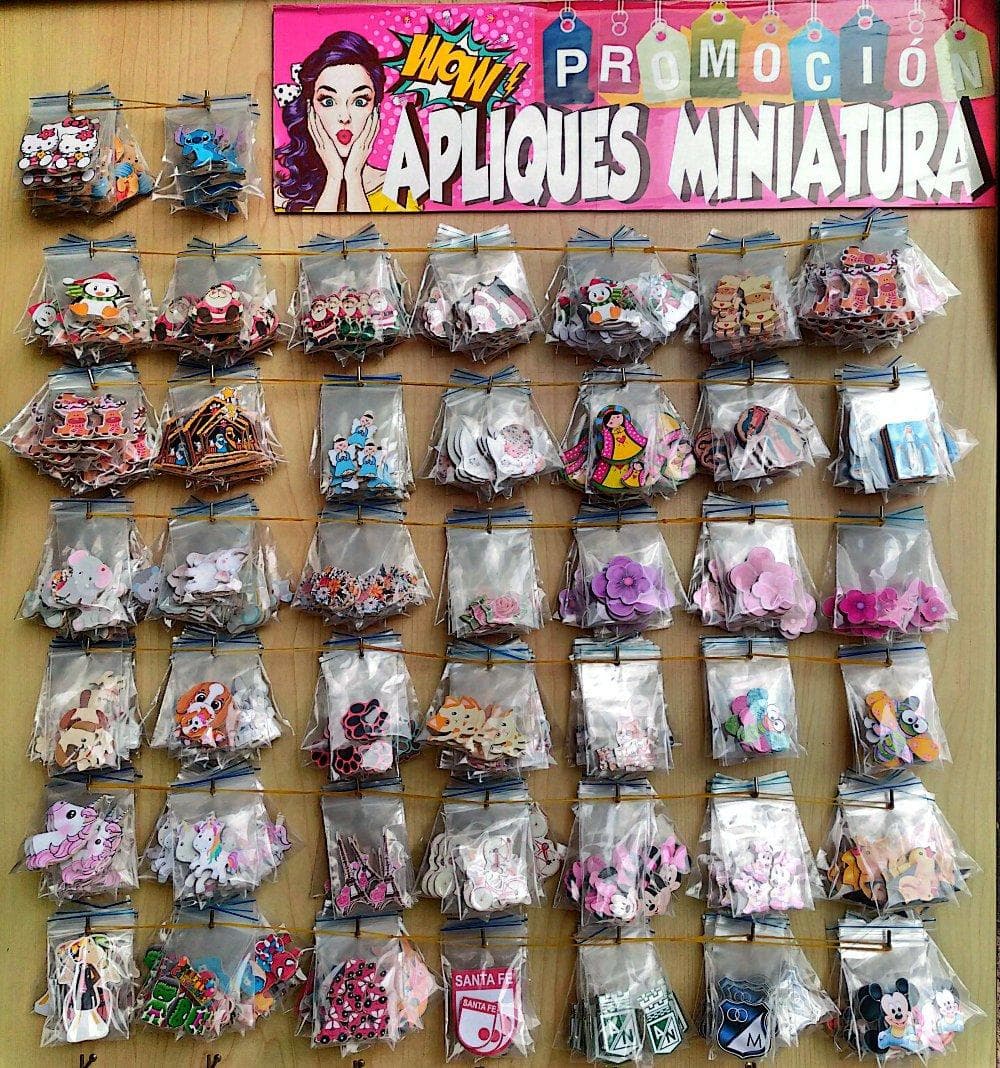 WOW
PROMOCIÓN
APLIQUES MINIATURA
SANTA FE
SANTA FE
N
N
M